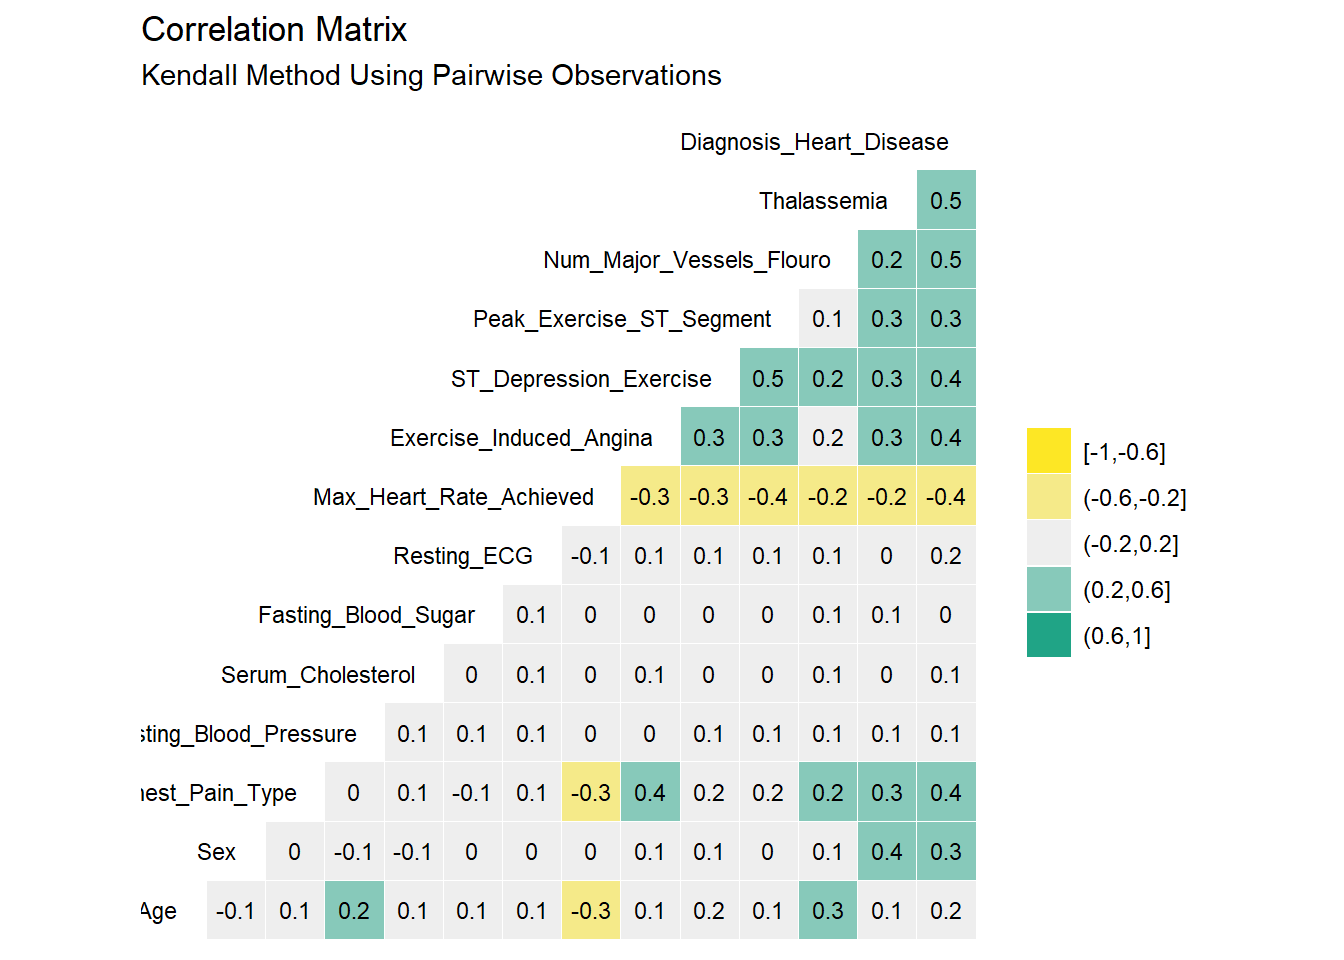 Correlation Matrix
Kendall Method Using Pairwise Observations
Diagnosis_Heart_Disease
Thalassemia 0.5
Num_Major_Vessels_Flouro 0.2 0.5
Peak_Exercise_ST_Segment 0.1 0.3 0.3
ST_Depression_Exercise 0.5 0.2 0.3 0.4
Exercise_Induced_Angina 0.3 0.3 0.2 0.3 0.4
Max_Heart_Rate_Achieved -0.3 -0.3 -0.4 -0.2 -0.2 -0.4
Resting_ECG -0.1 0.1 0.1 0.1 0.1 0 0.2
Fasting_Blood_Sugar 0.1 0 0 0 0 0.1 0.1 0
Serum_Cholesterol 0 0.1 0 0.1 0 0 0.1 0 0.1
sting_Blood_Pressure 0.1 0.1 0.1 0 0 0.1 0.1 0.1 0.1 0.1
hest_Pain_Type 0 0.1 -0.1 0.1 -0.3 0.4 0.2 0.2 0.2 0.3 0.4
Sex 0 -0.1 -0.1 0 0 0 0.1 0.1 0 0.1 0.4 0.3
Age -0.1 0.1 0.2 0.1 0.1 0.1 -0.3 0.1 0.2 0.1 0.3 0.1 0.2
[-1,-0.6]
(-0.6,-0.2]
(-0.2,0.2]
(0.2,0.6]
(0.6,1]